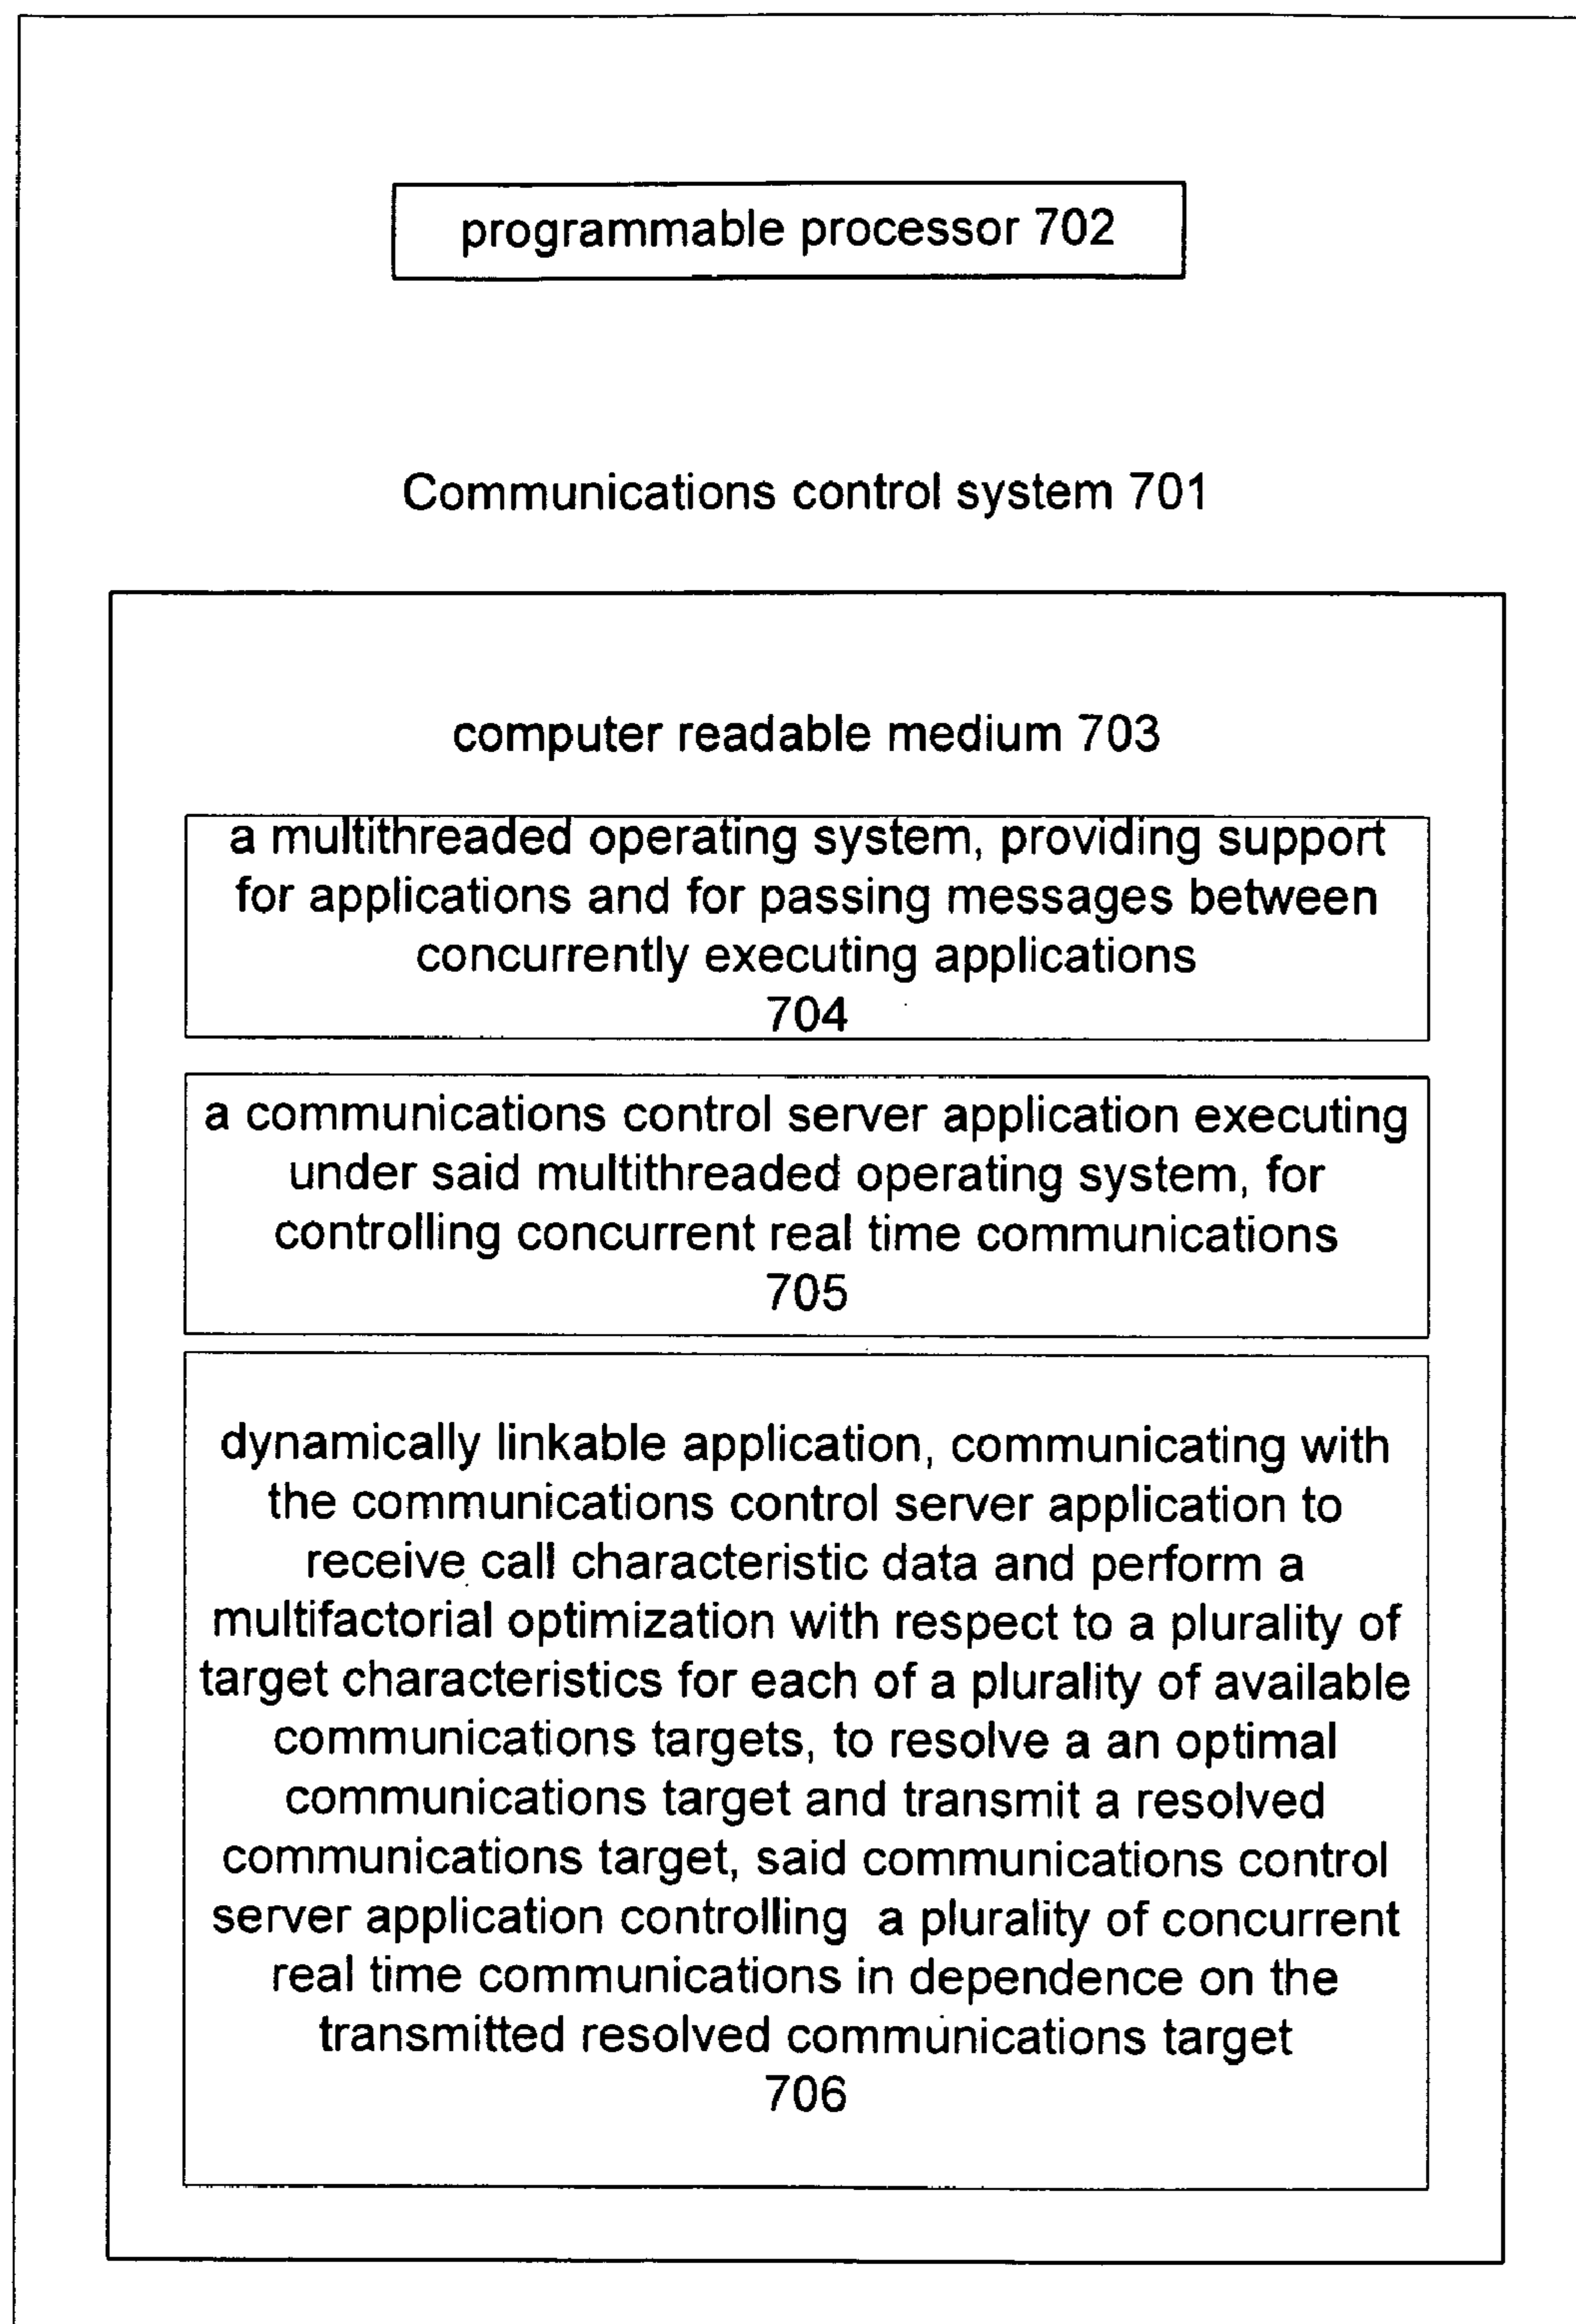 programmable processor 702
Communications control system 701
computer readable medium 703
a multithreaded operating system, providing support
for applications and for passing messages between
concurrently executing applications
704
a communications control server application executing
under said multithreaded operating system, for
controlling concurrent real time communications
705
dynamically linkable application, communicating with
the communications control server application to
receive call characteristic data and perform a
multifactorial optimization with respect to a plurality of
target characteristics for each of a plurality of available
communications targets, to resolve a an optimal
communications target and transmit a resolved
communications target, said communications control
server application controlling  a plurality of concurrent
real time communications in dependence on the
transmitted resolved communications target
706